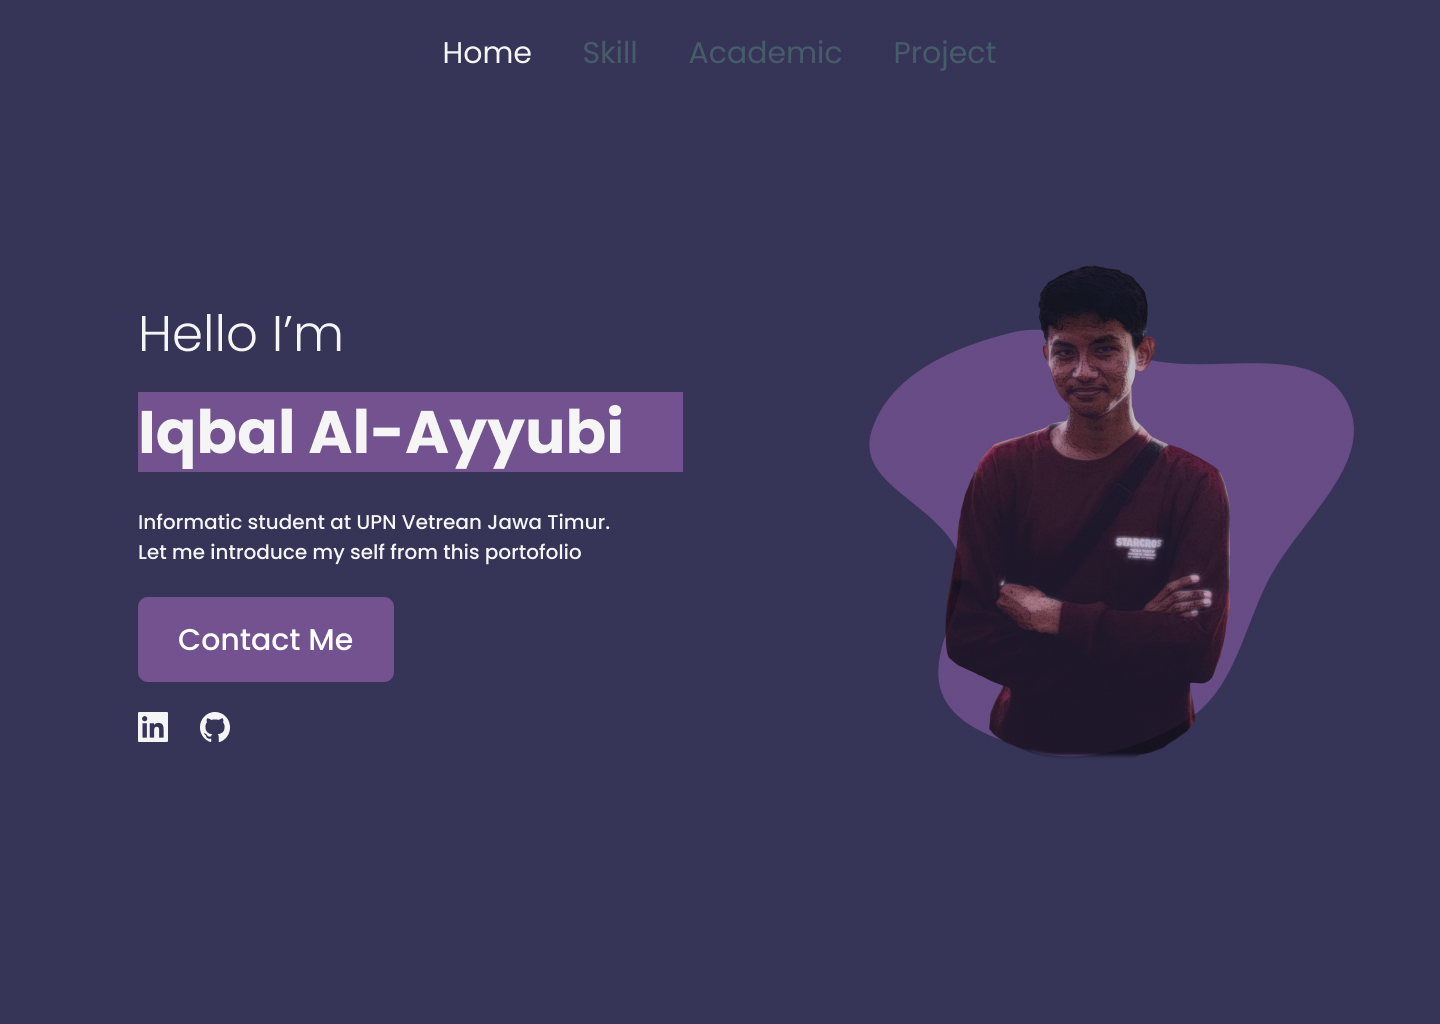 Home Skill Academic Project
Hello I’m
Iqbal Al-Ayyubi
Informatic student at UPN Vetrean Jawa Timur.
Let me introduce my self from this portofolio
Contact Me
in
STARCROS